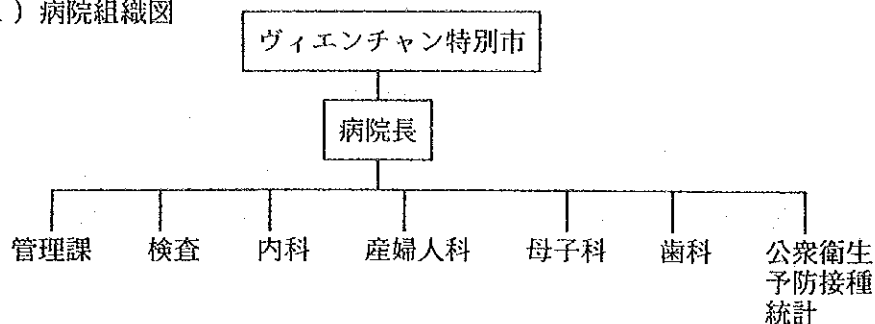 ）病院組織図
ヴィエンチャン特別市
病院長
管理課 検査 内科 産婦人科 母子科 歯科 公衆衛生
予防接種
統計